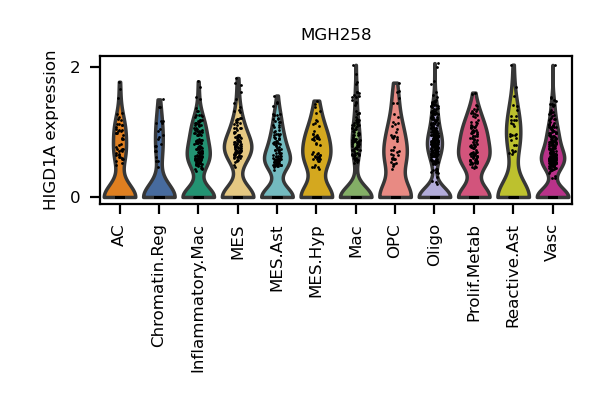 MGH258
HIGD1A expression
2
0
AC
Chromatin.Reg
Inflammatory.Mac
MES
MES.Ast
MES.Hyp
Mac
OPC
Oligo
Prolif.Metab
Reactive.Ast
Vasc